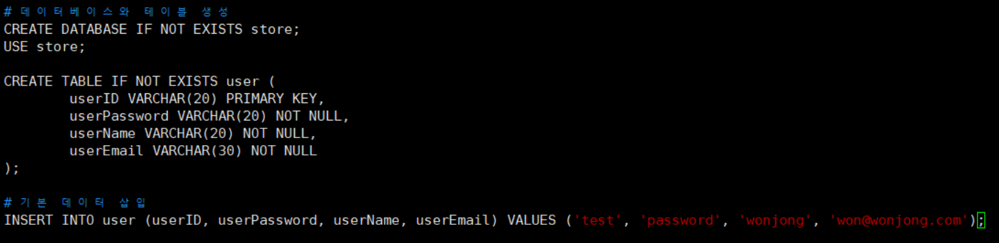 # 데이터베이스와 테이블 생성
CREATE DATABASE IF NOT EXISTS store;
USE store;
CREATE TABLE IF NOT EXISTS user (
userID VARCHAR(20) PRIMARY KEY,
userPassword VARCHAR(20) NOT NULL,
userName VARCHAR(20) NOT NULL,
userEmail VARCHAR(30) NOT NULL
);
# 기본 데이터 삽입
INSERT INTO user (userID, userPassword, userName, userEmail) VALUES ('test', 'password', 'wonjong', 'won@wonjong.com');